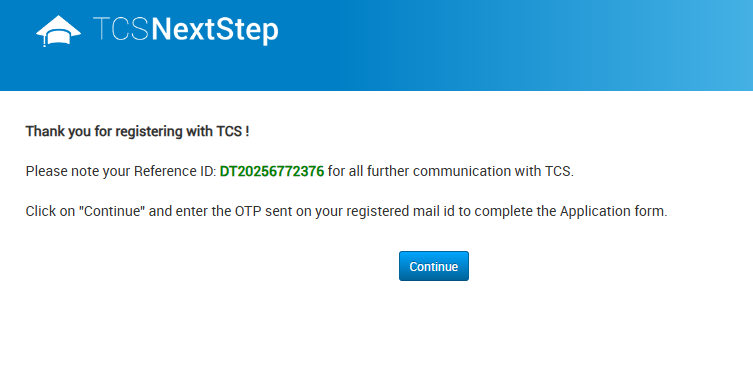 TCSNextStep
Thank you for registering with TCS !
Please note your Reference ID: DT20256772376 for all further communication with TCS.
Click on "Continue" and enter the OTP sent on your registered mail id to complete the Application form.
Continue